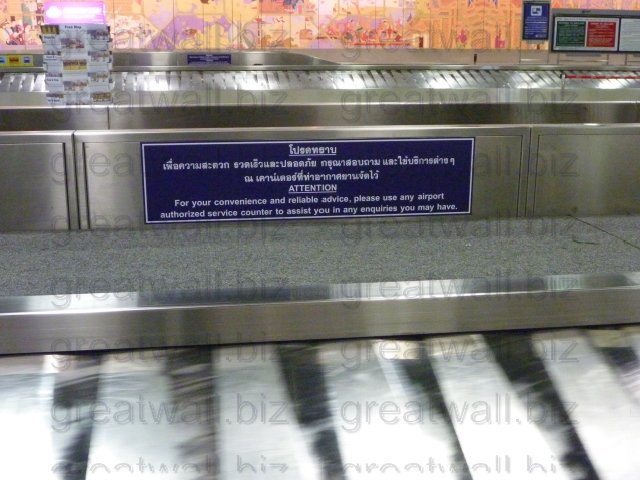 โปรดทราบ
เพื่อความสะดวก รวดเร็วและปลอดภัย กรุณาสอบถาม และใช้บริการต่าง ๆ
ณ เคาน์เตอร์ที่ท่าอากาศยานจัดไว้
ATTENTION
For your convenience and reliable advice, please use any airport
authorized service counter to assist you in any enquiries you may have.
greatwall.biz